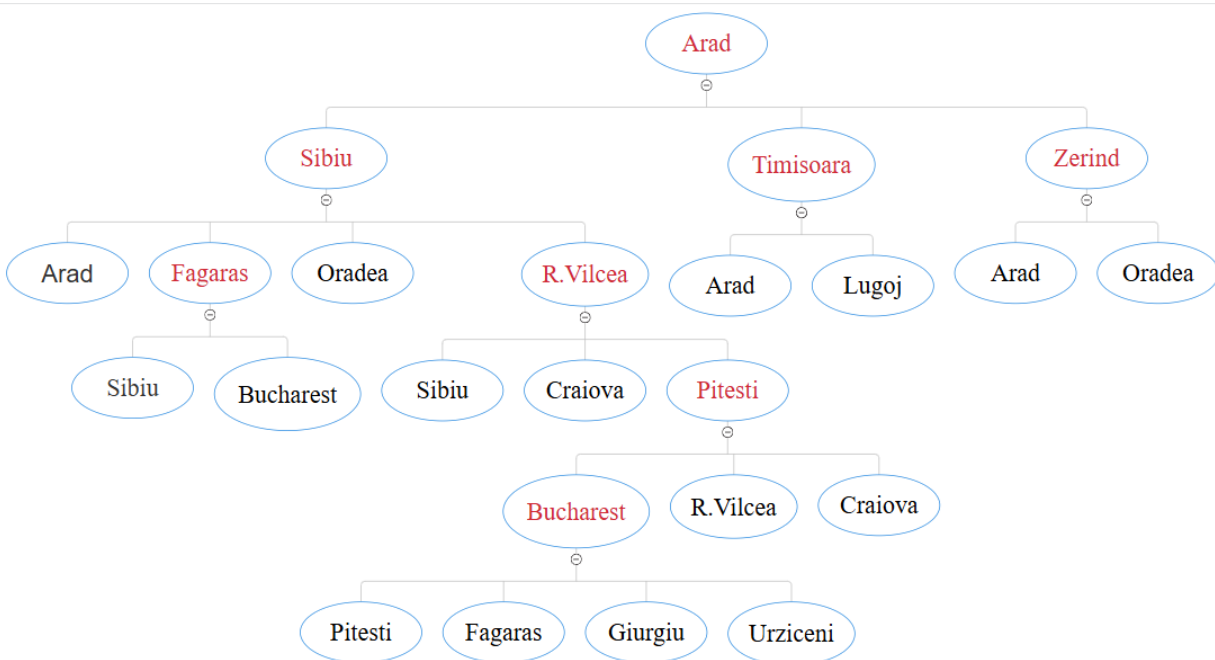 Arad
Sibiu
Timisoara
Zerind
Arad
Fagaras
Oradea
R.Vilcea
Arad
Lugoj
Arad
Oradea
Sibiu
Bucharest
Sibiu
Craiova
Pitesti
Bucharest
R.Vilcea
Craiova
Pitesti
Fagaras
Giurgiu
Urziceni